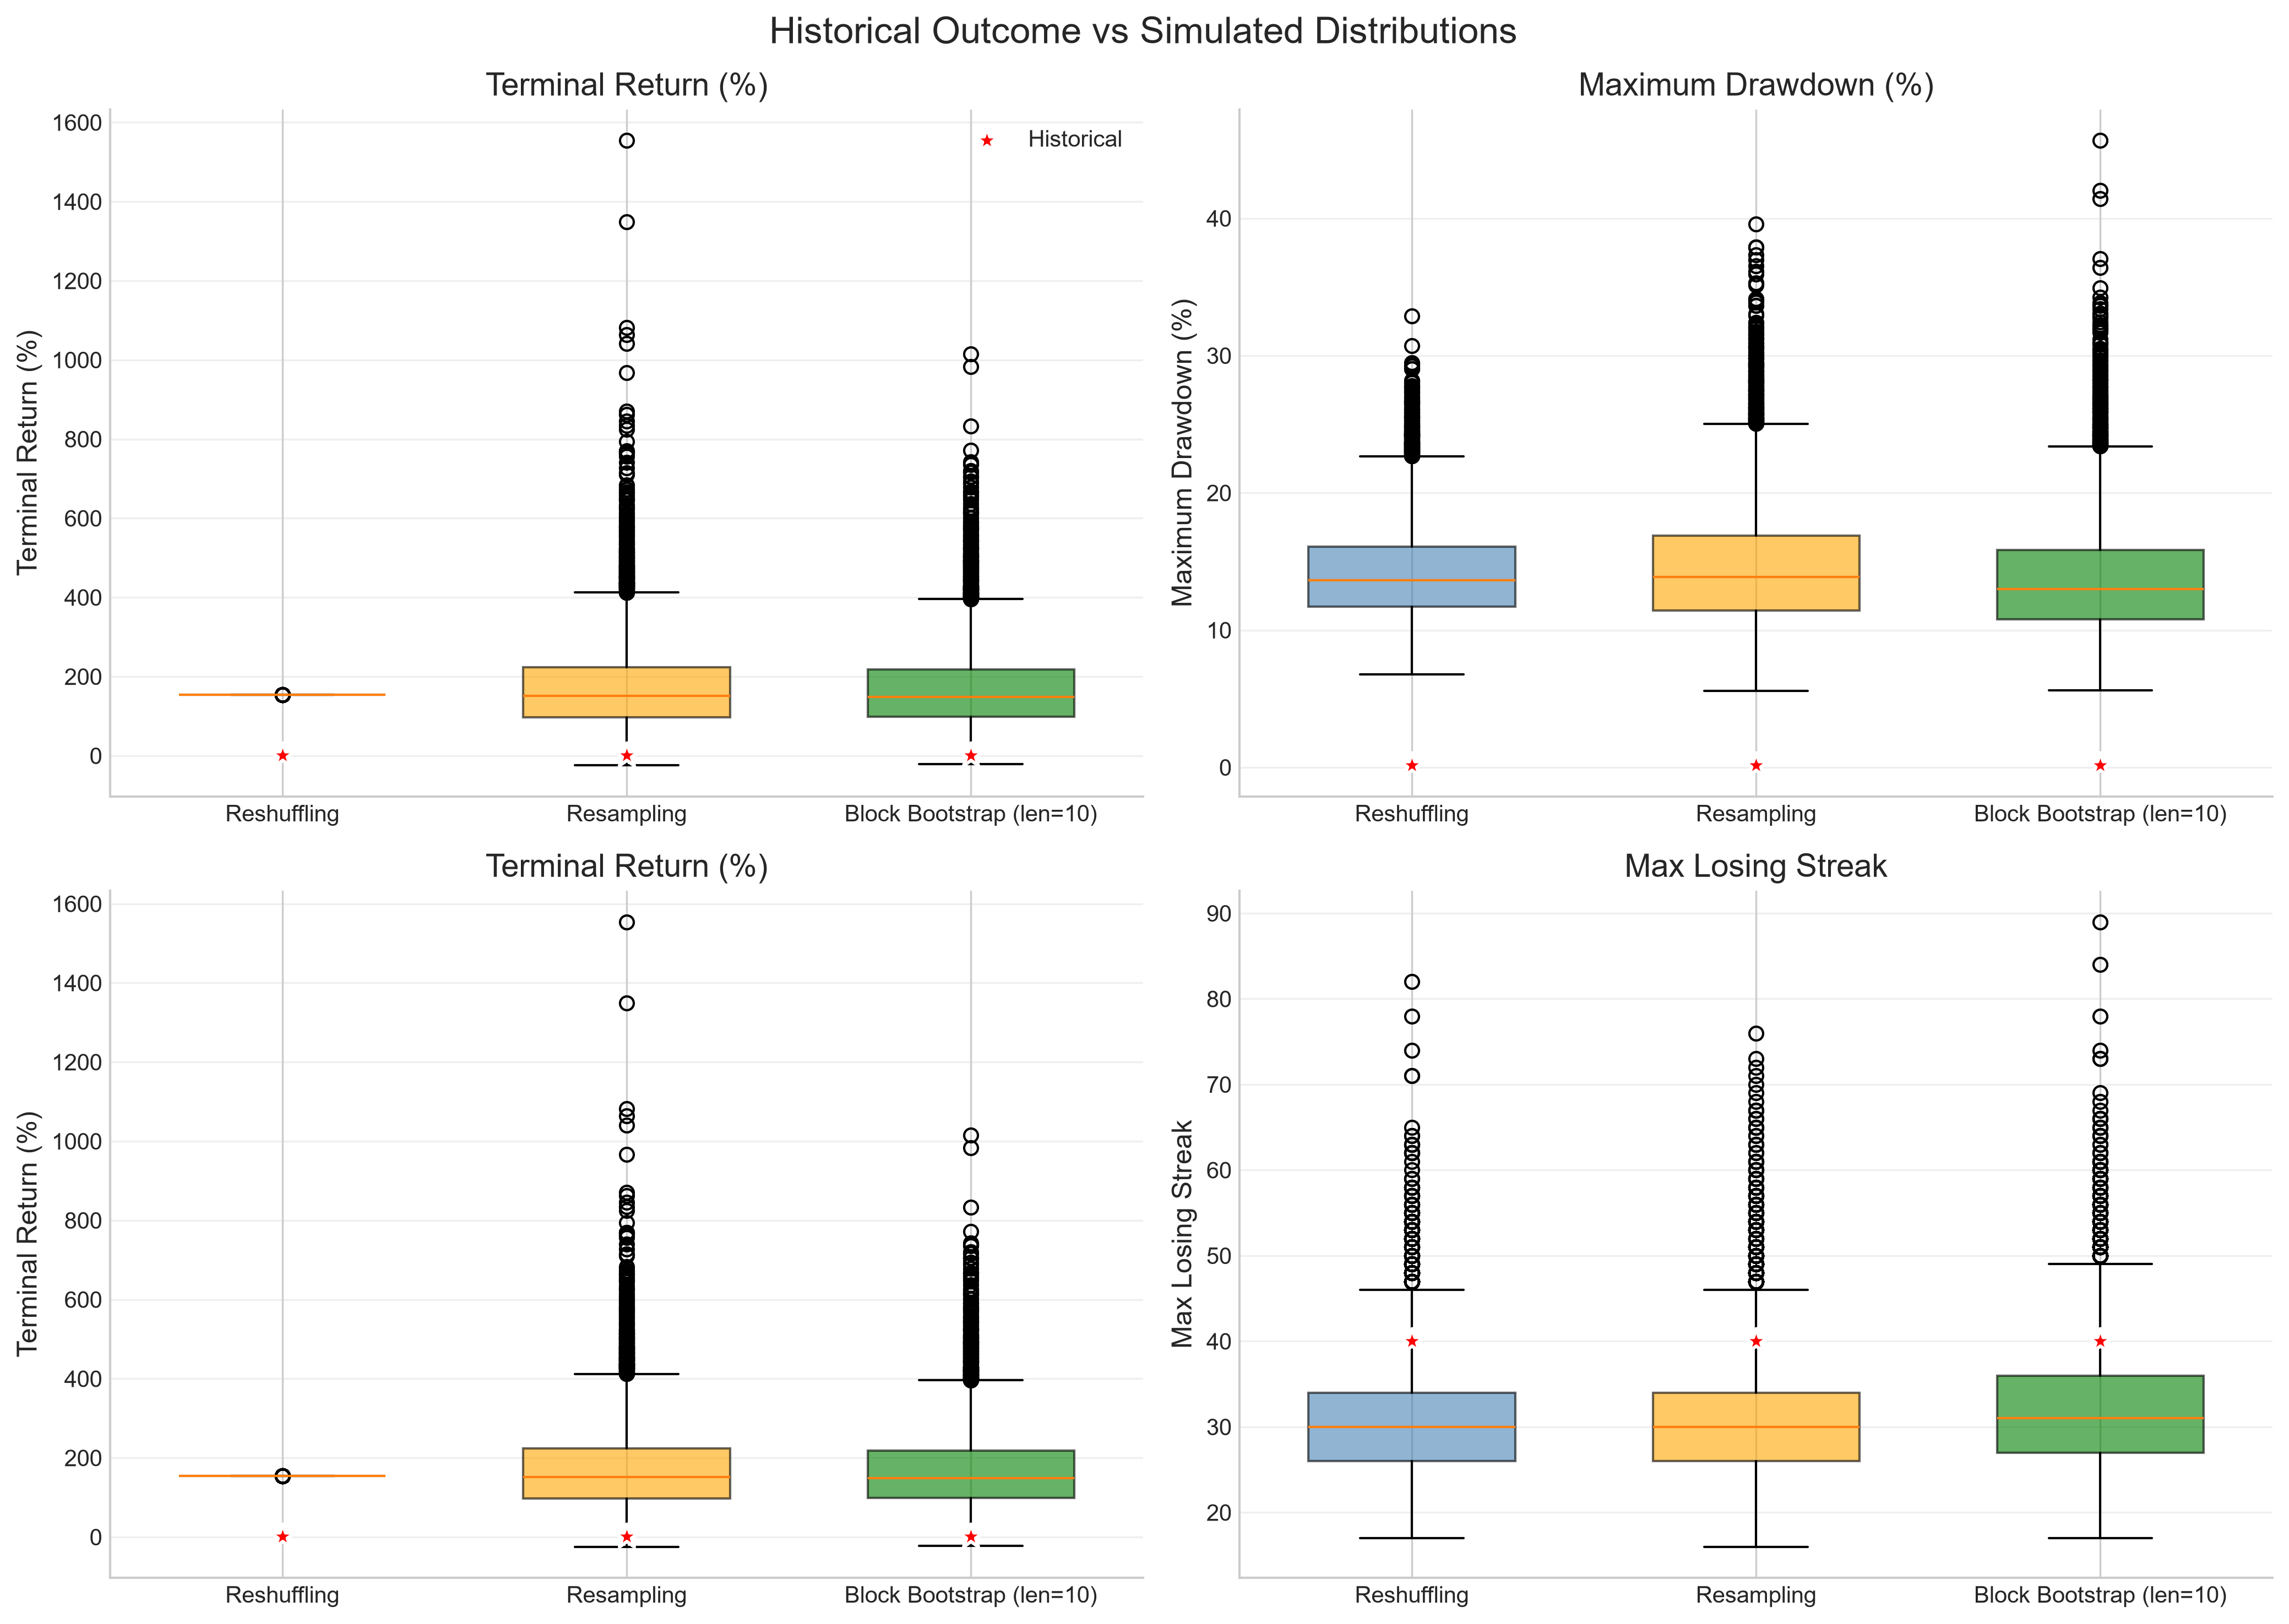 Historical Outcome vs Simulated Distributions
Terminal Return (%)
Terminal Return (%)
1600
1400
1200
1000
800
600
400
200
0
Historical
Reshuffling
Resampling
Block Bootstrap (len=10)
Maximum Drawdown (%)
Maximum Drawdown (%)
40
30
20
10
0
Reshuffling
Resampling
Block Bootstrap (len=10)
Terminal Return (%)
Terminal Return (%)
1600
1400
1200
1000
800
600
400
200
0
Reshuffling
Resampling
Block Bootstrap (len=10)
Max Losing Streak
Max Losing Streak
90
80
70
60
50
40
30
20
Reshuffling
Resampling
Block Bootstrap (len=10)